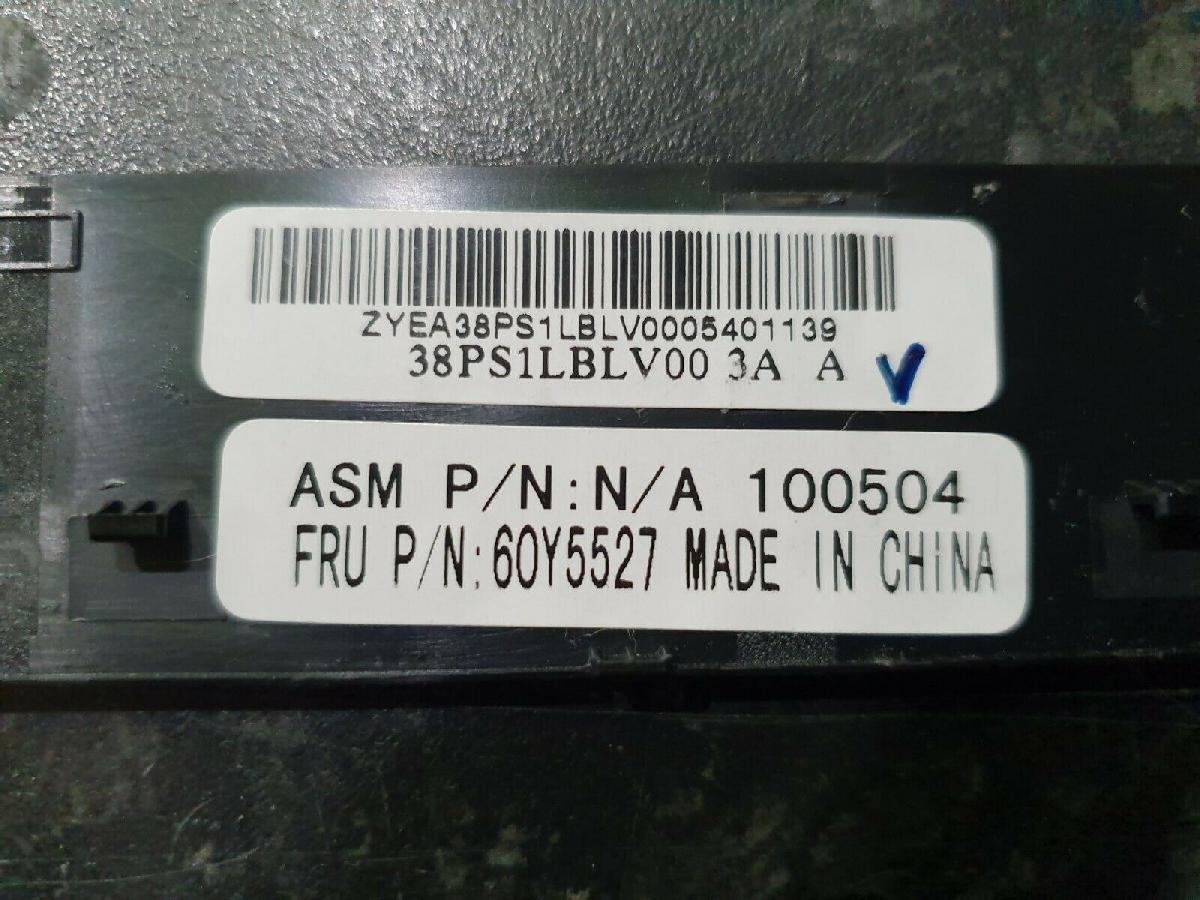 ZYEA38PS1LBLV0005401139
38PS1LBLV00 3A A
ASM P/N:N/A 100504
FRU P/N:60Y5527 MADE IN CHiNA